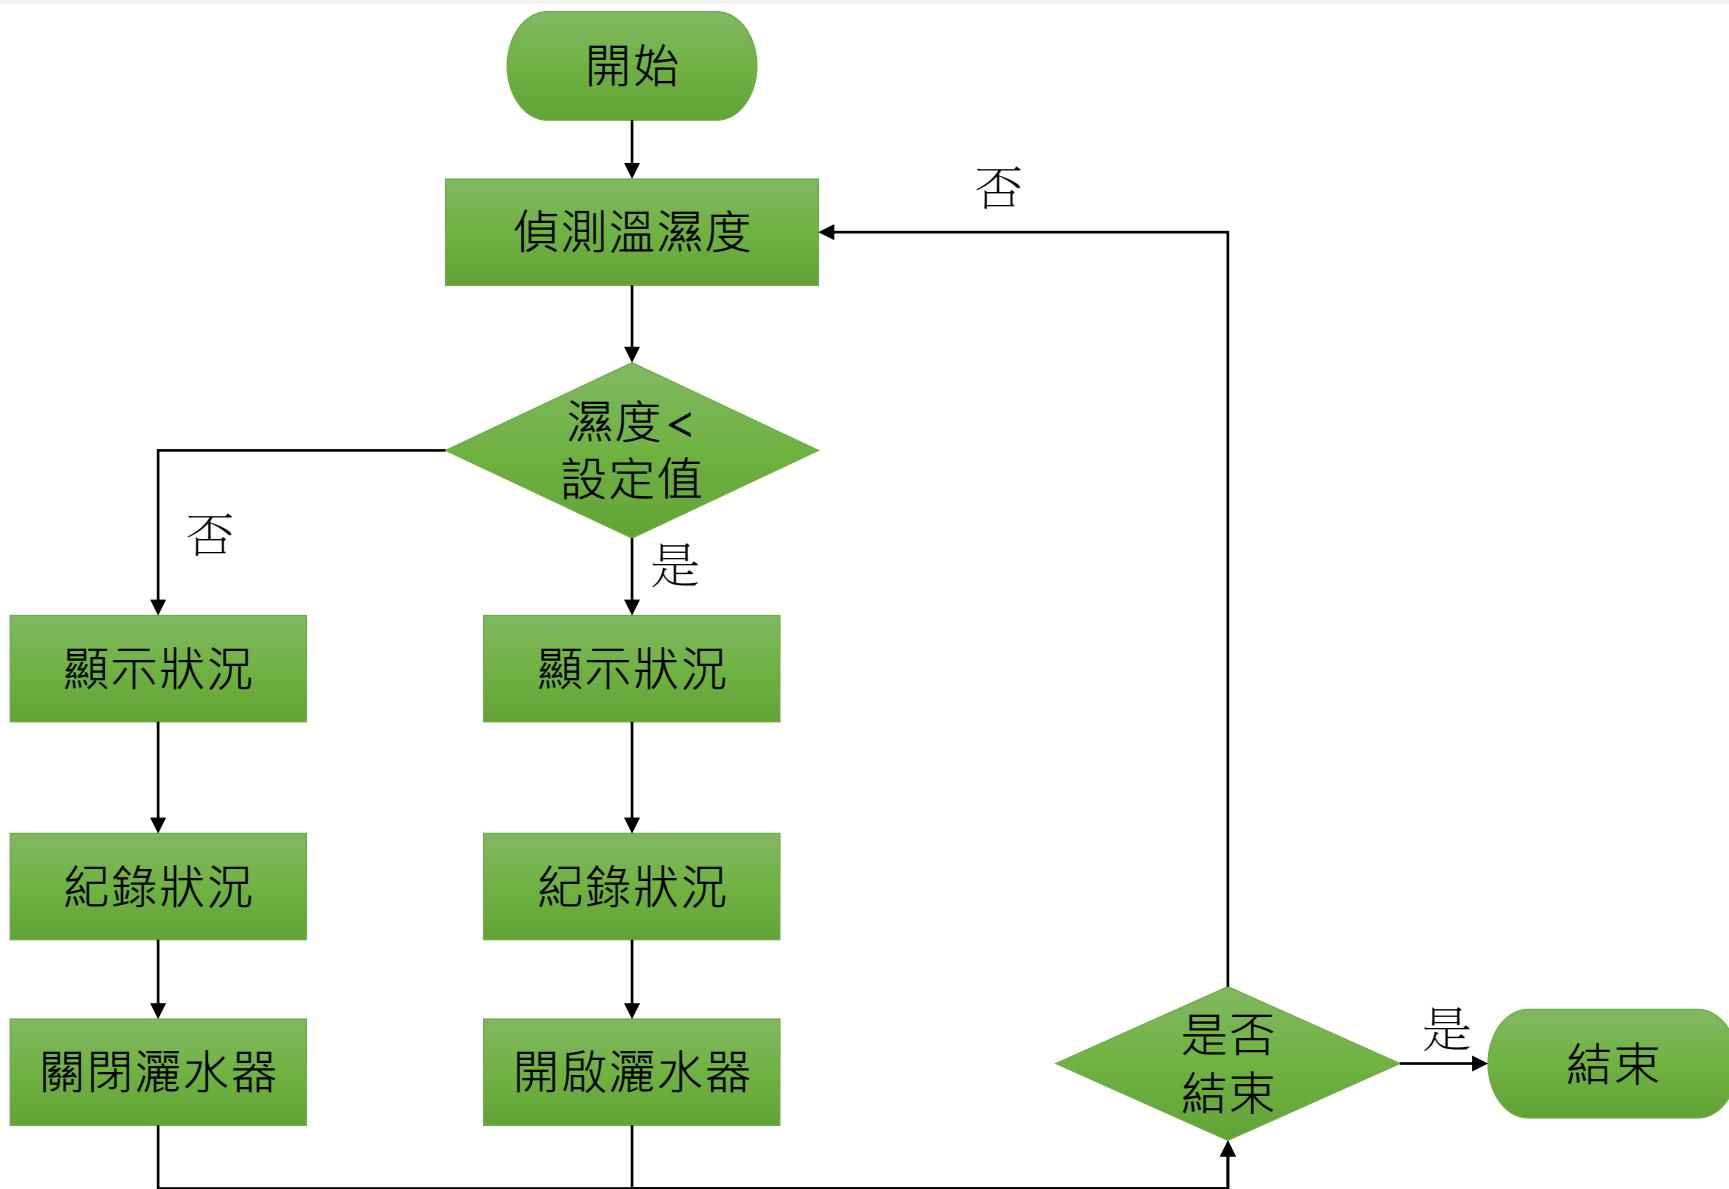 開始
否
偵測溫濕度
濕度<
設定值
否
是
顯示狀況
顯示狀況
紀錄狀況
紀錄狀況
關閉灑水器
開啟灑水器
是否
結束
是
結束